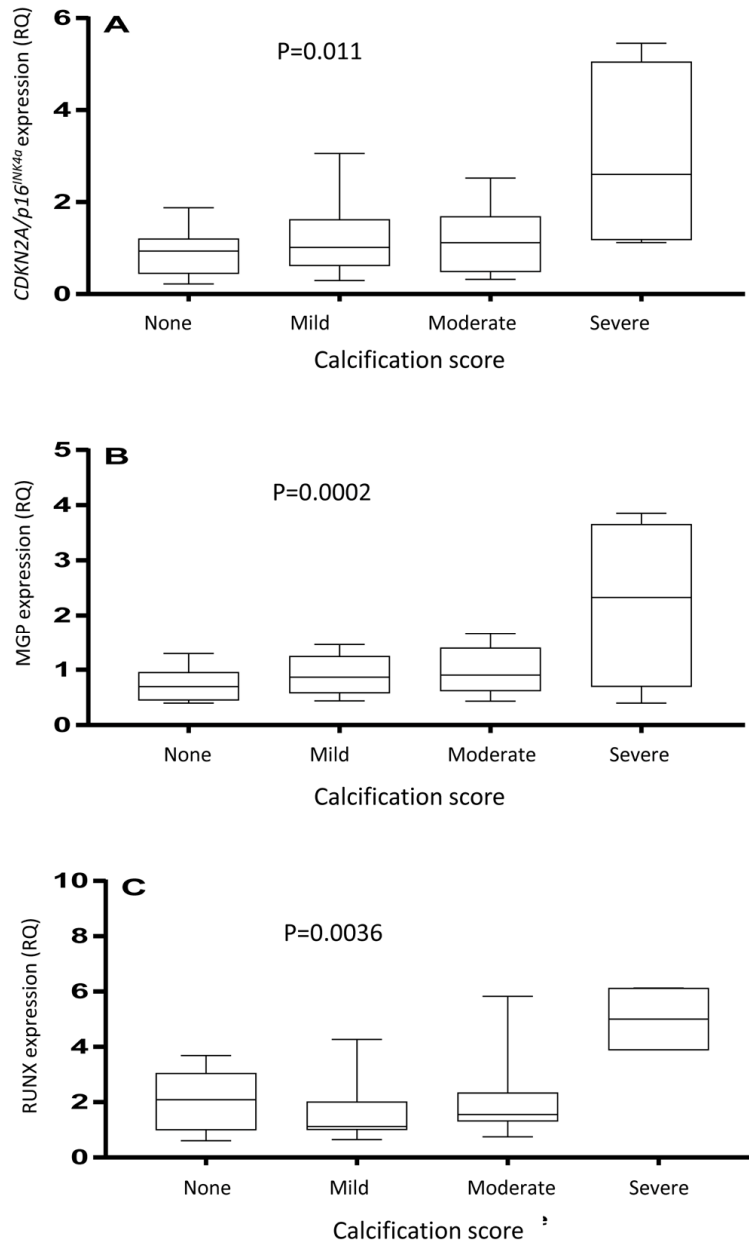 A
P=0.011
CDKN2A/p16^INK4a expression (RQ)
6
4
2
0
None Mild Moderate Severe
Calcification score
B
P=0.0002
MGP expression (RQ)
5
4
3
2
1
0
None Mild Moderate Severe
Calcification score
C
P=0.0036
RUNX expression (RQ)
10
8
6
4
2
0
None Mild Moderate Severe
Calcification score